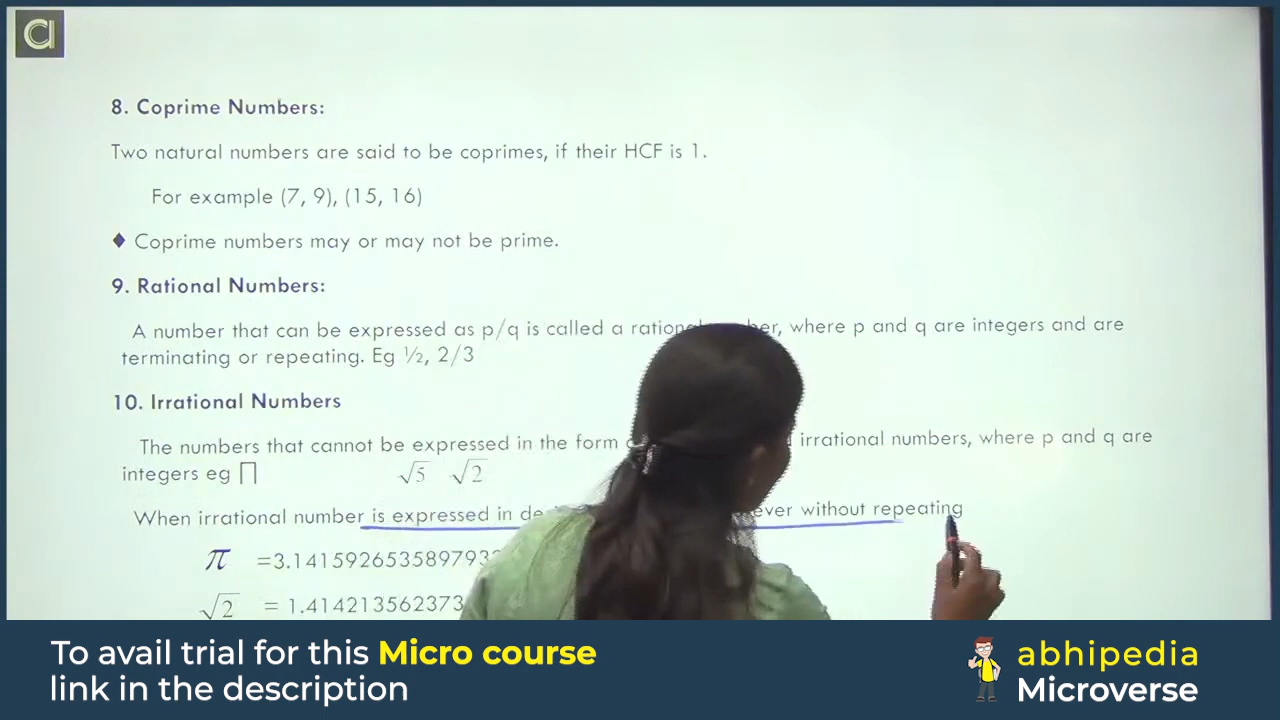 a
8. Coprime Numbers:
Two natural numbers are said to be coprimes, if their HCF is 1.
For example (7, 9), (15, 16)
♦ Coprime numbers may or may not be prime.
9. Rational Numbers:
A number that can be expressed as p/q is called a rational number, where p and q are integers and are
terminating or repeating. Eg ½, 2/3
10. Irrational Numbers
The numbers that cannot be expressed in the form irrational numbers, where p and q are
integers eg ∏ √5 √2
When irrational number is expressed in without repeating
π =3.141592653589793
√2 = 1.414213562373
To avail trial for this Micro course
link in the description
abhipedia
Microverse